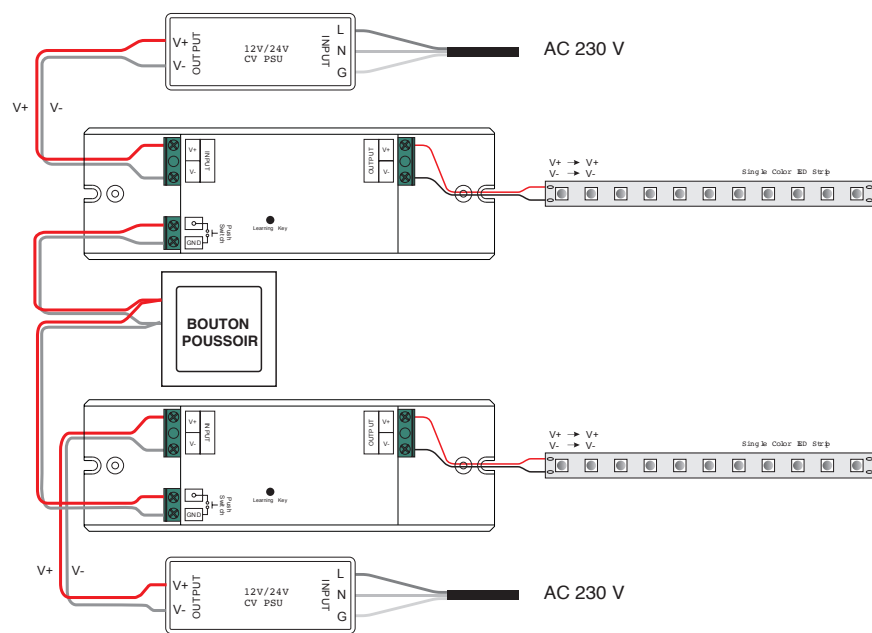 V+
V-
OUTPUT
12V/24V
CV PSU
INPUT
L
N
G
AC 230 V
V+
V-
V+
V-
INPUT
OUTPUT
V+
V-
V+ → V+
V- → V-
Single Color LED Strip
GND
Push
Switch
Learning Key
BOUTON
POUSSOIR
V+
V-
INPUT
OUTPUT
V+
V-
V+ → V+
V- → V-
Single Color LED Strip
GND
Push
Switch
Learning Key
V+
V-
V+
V-
OUTPUT
12V/24V
CV PSU
INPUT
L
N
G
AC 230 V